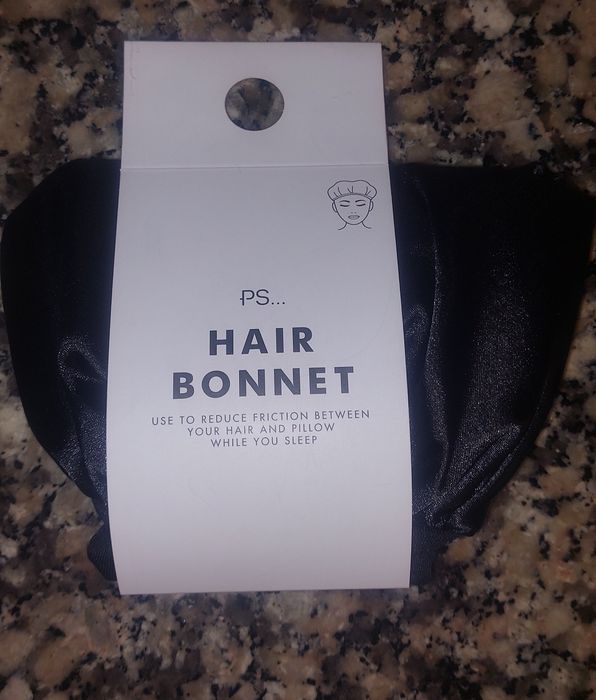 PS...
HAIR
BONNET
USE TO REDUCE FRICTION BETWEEN
YOUR HAIR AND PILLOW
WHILE YOU SLEEP